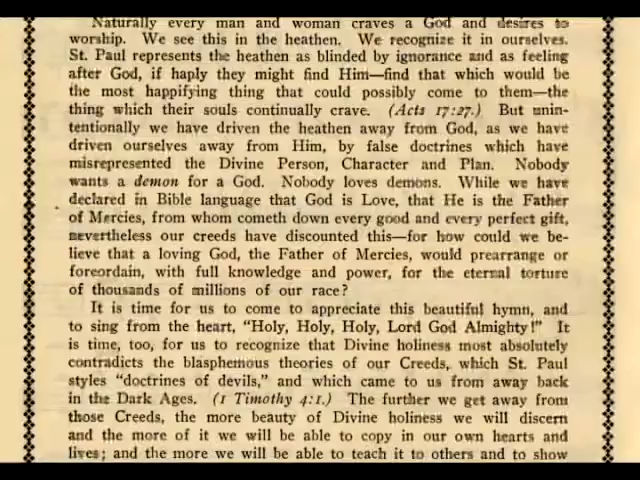 Naturally every man and woman craves a God and desires to
worship. We see this in the heathen. We recognize it in ourselves.
St. Paul represents the heathen as blinded by ignorance and as feeling
after God, if haply they might find Him—find that which would be
the most happifying thing that could possibly come to them—the
thing which their souls continually crave. (Acts 17:27.) But unin-
tentionally we have driven the heathen away from God, as we have
driven ourselves away from Him, by false doctrines which have
misrepresented the Divine Person, Character and Plan. Nobody
wants a demon for a God. Nobody loves demons. While we have
declared in Bible language that God is Love, that He is the Father
of Mercies, from whom cometh down every good and every perfect gift,
nevertheless our creeds have discounted this—for how could we be-
lieve that a loving God, the Father of Mercies, would prearrange or
foreordain, with full knowledge and power, for the eternal torture
of thousands of millions of our race?
It is time for us to come to appreciate this beautiful hymn, and
to sing from the heart, "Holy, Holy, Holy, Lord God Almighty!" It
is time, too, for us to recognize that Divine holiness most absolutely
contradicts the blasphemous theories of our Creeds, which St. Paul
styles "doctrines of devils," and which came to us from away back
in the Dark Ages. (1 Timothy 4:1.) The further we get away from
those Creeds, the more beauty of Divine holiness we will discern
and the more of it we will be able to copy in our own hearts and
lives; and the more we will be able to teach it to others and to show